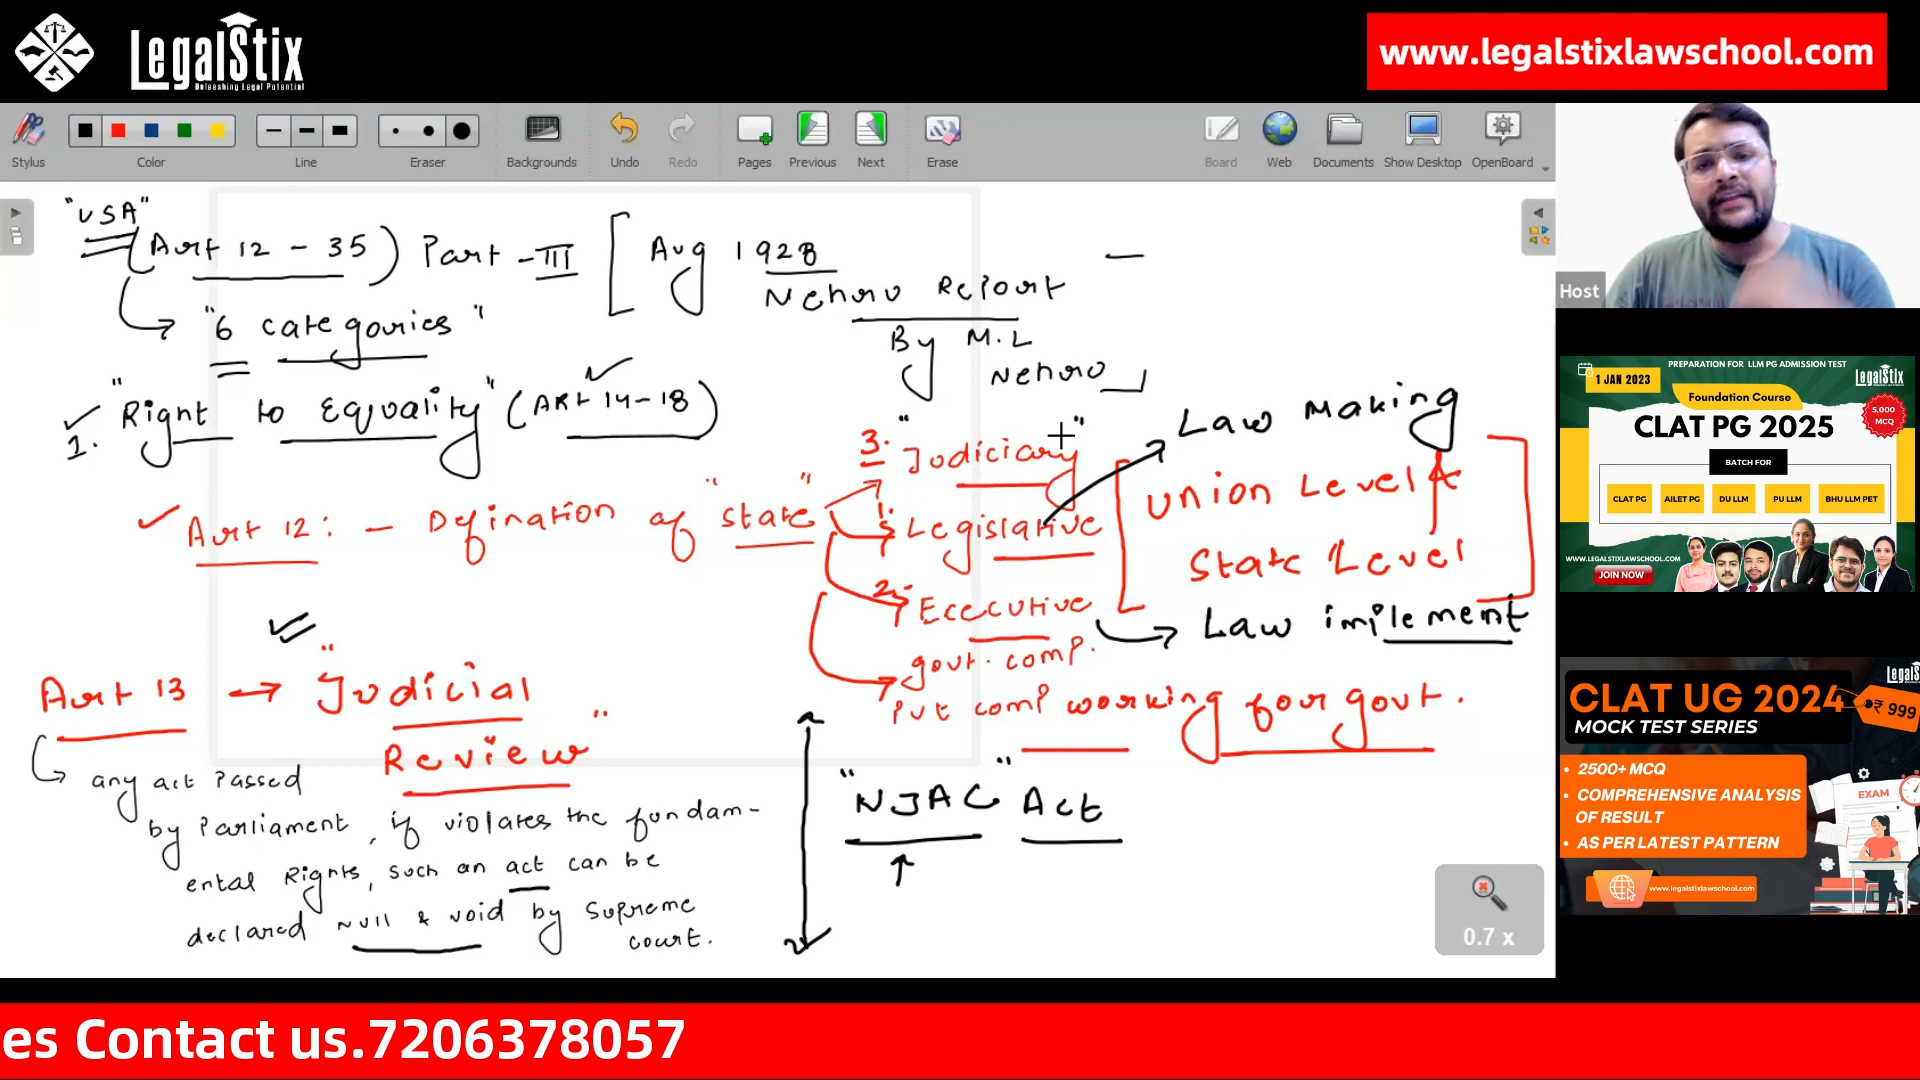 LegalStix
Unleashing Legal Potential
www.legalstixlawschool.com
Stylus
Color
Line
Eraser
Backgrounds
Undo
Redo
Pages
Previous
Next
Erase
Board
Web
Documents
Show Desktop
OpenBoard
"USA"
(Art 12 - 35) Part - III [ Aug 1928
Nehru Report
By M.L
Nehru ]
"6 categories"
1. "Right to Equality" (ART 14-18)
Art 12: - Defination of "state"
3. "Judiciary"
1. Legislative
2. Ececutive
govt. comp.
Pvt comp working for govt.
Law Making
Union Level
State Level
Law implement
Art 13 → "Judicial
Review"
any act Passed
by Parliament, if violates the fundam-
ental Rights, such an act can be
declared Null & void by Supreme
court.
"NJAC" Act
0.7 x
Host
1 JAN 2023
PREPARATION FOR LLM PG ADMISSION TEST
LegalStix
Foundation Course
CLAT PG 2025
5,000
MCQ
BATCH FOR
CLAT PG
AILET PG
DU LLM
PU LLM
BHU LLM PET
WWW.LEGALSTIXLAWSCHOOL.COM
JOIN NOW
Legal
CLAT UG 2024
₹ 999
MOCK TEST SERIES
• 2500+ MCQ
• COMPREHENSIVE ANALYSIS
OF RESULT
• AS PER LATEST PATTERN
EXAM
www.legalstixlawschool.com
es Contact us.7206378057